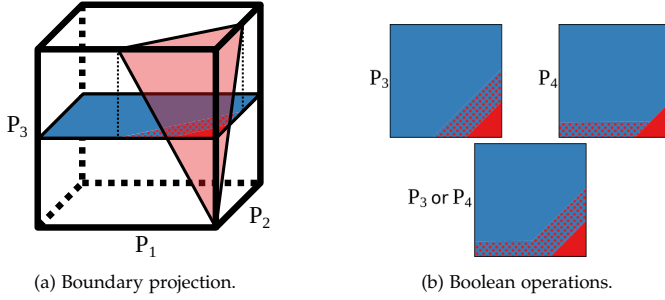 P3
P2
P1
(a) Boundary projection.
P3
P4
P3 or P4
(b) Boolean operations.